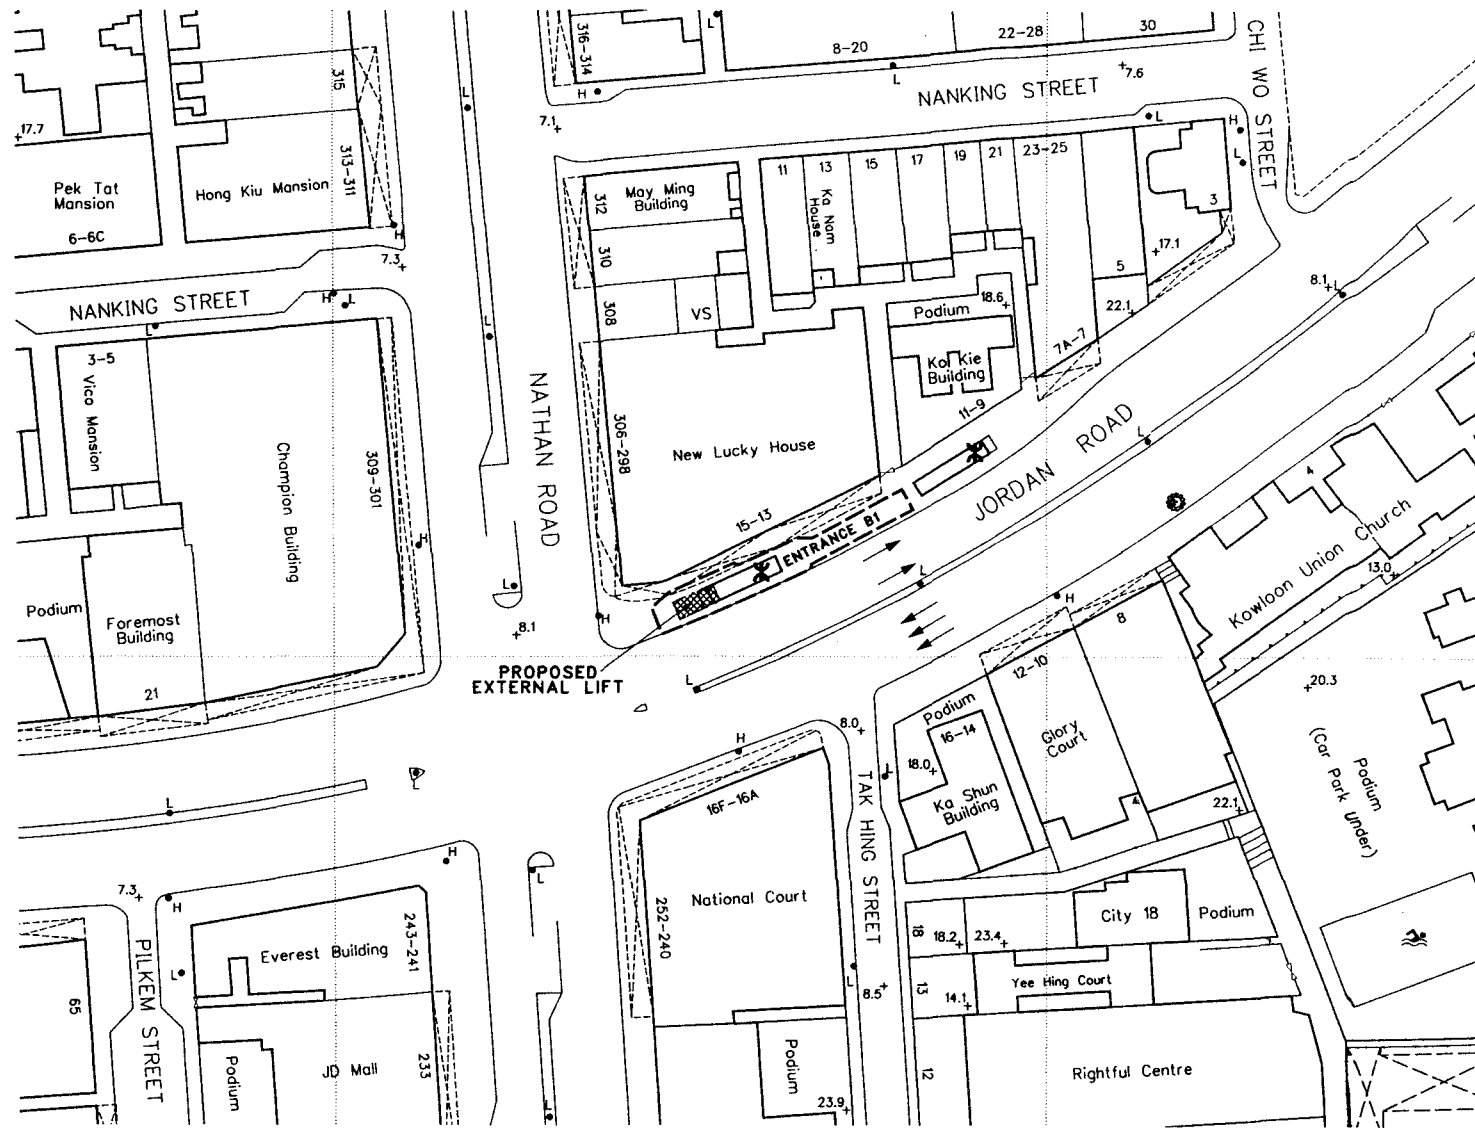 316-314
L
8-20
22-28
30
CHI WO STREET
315
L
L
7.6
H
NANKING STREET
17.7
7.1
L
H
313-311
Pek Tat
Mansion
Hong Kiu Mansion
312
May Ming
Building
11
13
Ka Nam
House
15
17
19
21
23-25
L
3
6-6C
H
7.3
310
17.1
5
NANKING STREET
H
L
L
308
VS
18.6
Podium
22.1
8.1
L
3-5
Vico Mansion
L
7A-7
Kol Kie
Building
NATHAN ROAD
11-9
306-298
New Lucky House
JORDAN ROAD
L
4
Champion Building
309-301
15-13
ENTRANCE B1
Kowloon Union Church
13.0
H
L
L
H
H
Podium
Foremost
Building
8.1
8
PROPOSED
EXTERNAL LIFT
12-10
L
20.3
21
Podium
16-14
Glory
Court
8.0
H
18.0
L
Podium
(Car Park Under)
L
L
16F-16A
TAK HING STREET
Ka Shun
Building
4
22.1
H
L
7.3
H
National Court
252-240
City 18
Podium
18
18.2
23.4
243-241
Everest Building
L
L
PILKEM STREET
65
8.5
13
14.1
Yee Hing Court
Podium
JD Mall
233
Podium
12
Rightful Centre
23.9
L